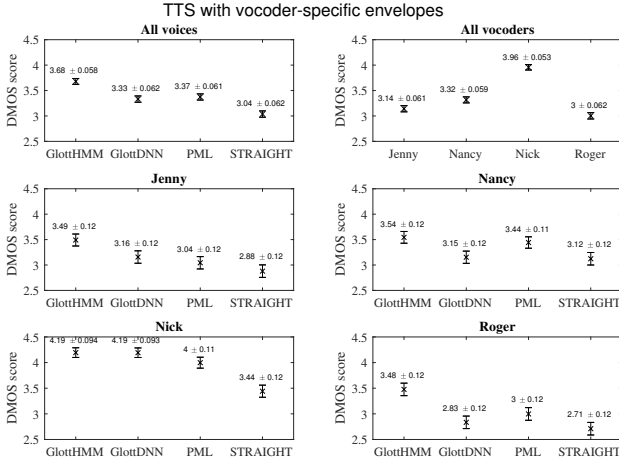 TTS with vocoder-specific envelopes
All voices
DMOS score
4.5
4
3.5
3
2.5
3.68 ± 0.058
3.33 ± 0.062
3.37 ± 0.061
3.04 ± 0.062
GlottHMM GlottDNN PML STRAIGHT
All vocoders
DMOS score
4.5
4
3.5
3
2.5
3.14 ± 0.061
3.32 ± 0.059
3.96 ± 0.053
3 ± 0.062
Jenny Nancy Nick Roger
Jenny
DMOS score
4.5
4
3.5
3
2.5
3.49 ± 0.12
3.16 ± 0.12
3.04 ± 0.12
2.88 ± 0.12
GlottHMM GlottDNN PML STRAIGHT
Nancy
DMOS score
4.5
4
3.5
3
2.5
3.54 ± 0.12
3.15 ± 0.12
3.44 ± 0.11
3.12 ± 0.12
GlottHMM GlottDNN PML STRAIGHT
Nick
DMOS score
4.5
4
3.5
3
2.5
4.19 ± 0.094
4.19 ± 0.093
4 ± 0.11
3.44 ± 0.12
GlottHMM GlottDNN PML STRAIGHT
Roger
DMOS score
4.5
4
3.5
3
2.5
3.48 ± 0.12
2.83 ± 0.12
3 ± 0.12
2.71 ± 0.12
GlottHMM GlottDNN PML STRAIGHT